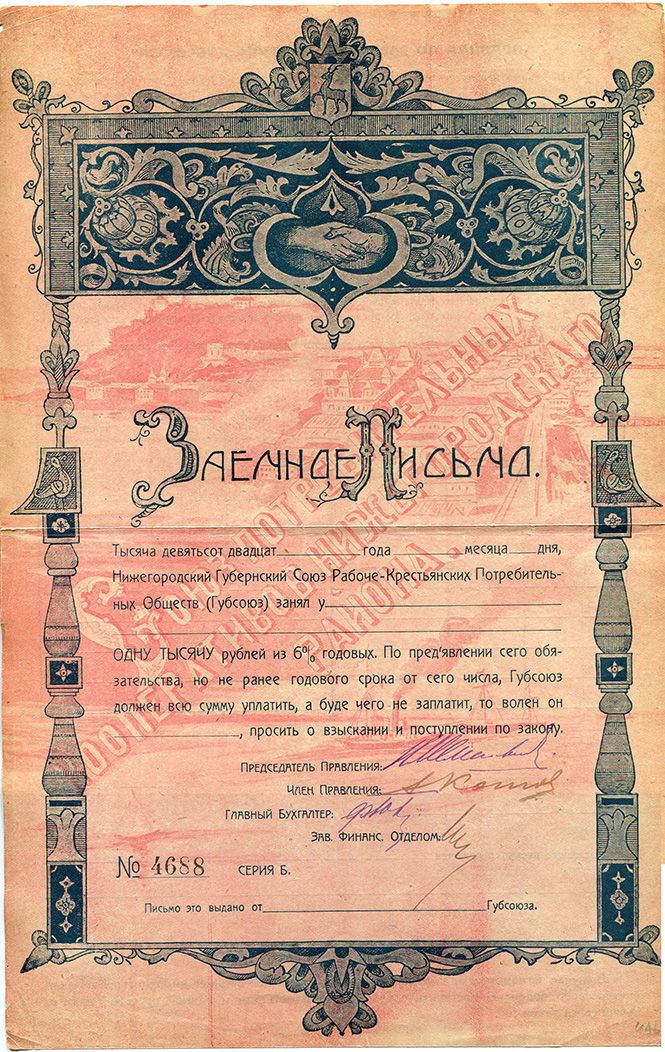 Заемное Письмо.
Тысяча девятьсот двадцат года месяца дня,
Нижегородский Губернский Союз Рабоче-Крестьянских Потребитель-
ных Обществ (Губсоюз) занял у
ОДНУ ТЫСЯЧУ рублей из 6% годовых. По пред'явлении сего обя-
зательства, но не ранее годового срока от сего числа, Губсоюз
должен всю сумму уплатить, а буде чего не заплатит, то волен он
, просить о взыскании и поступлении по закону.
Председатель Правления:
Член Правления:
Главный Бухгалтер:
Зав. Финанс. Отделом:
№ 4688 СЕРИЯ Б.
Письмо это выдано от Губсоюза.
КООПЕРАТИВОВ НИЖЕГОРОДСКАГО
РАЙОНА.